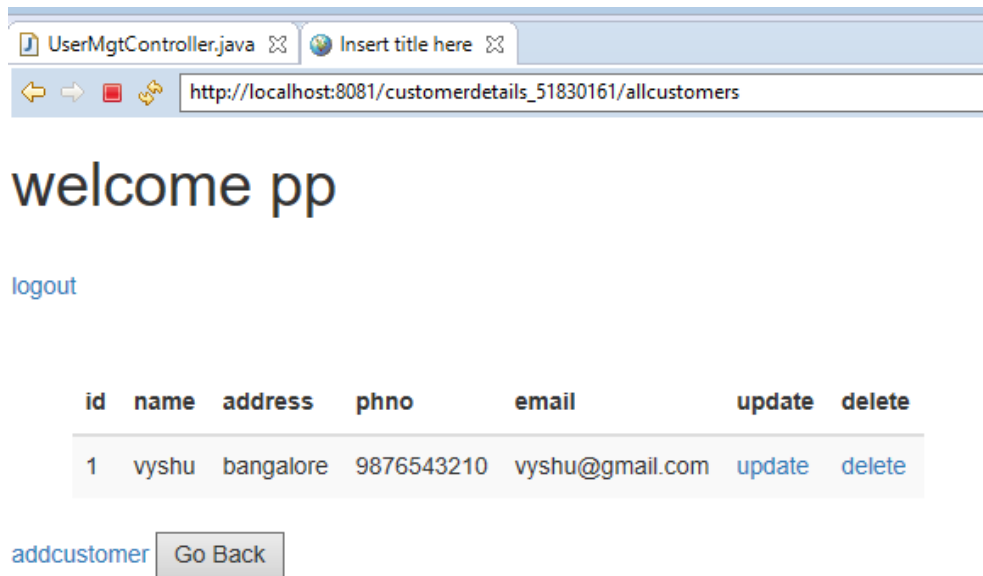 UserMgtController.java Insert title here
http://localhost:8081/customerdetails_51830161/allcustomers
welcome pp
logout
id name address phno email update delete
1 vyshu bangalore 9876543210 vyshu@gmail.com update delete
addcustomer Go Back